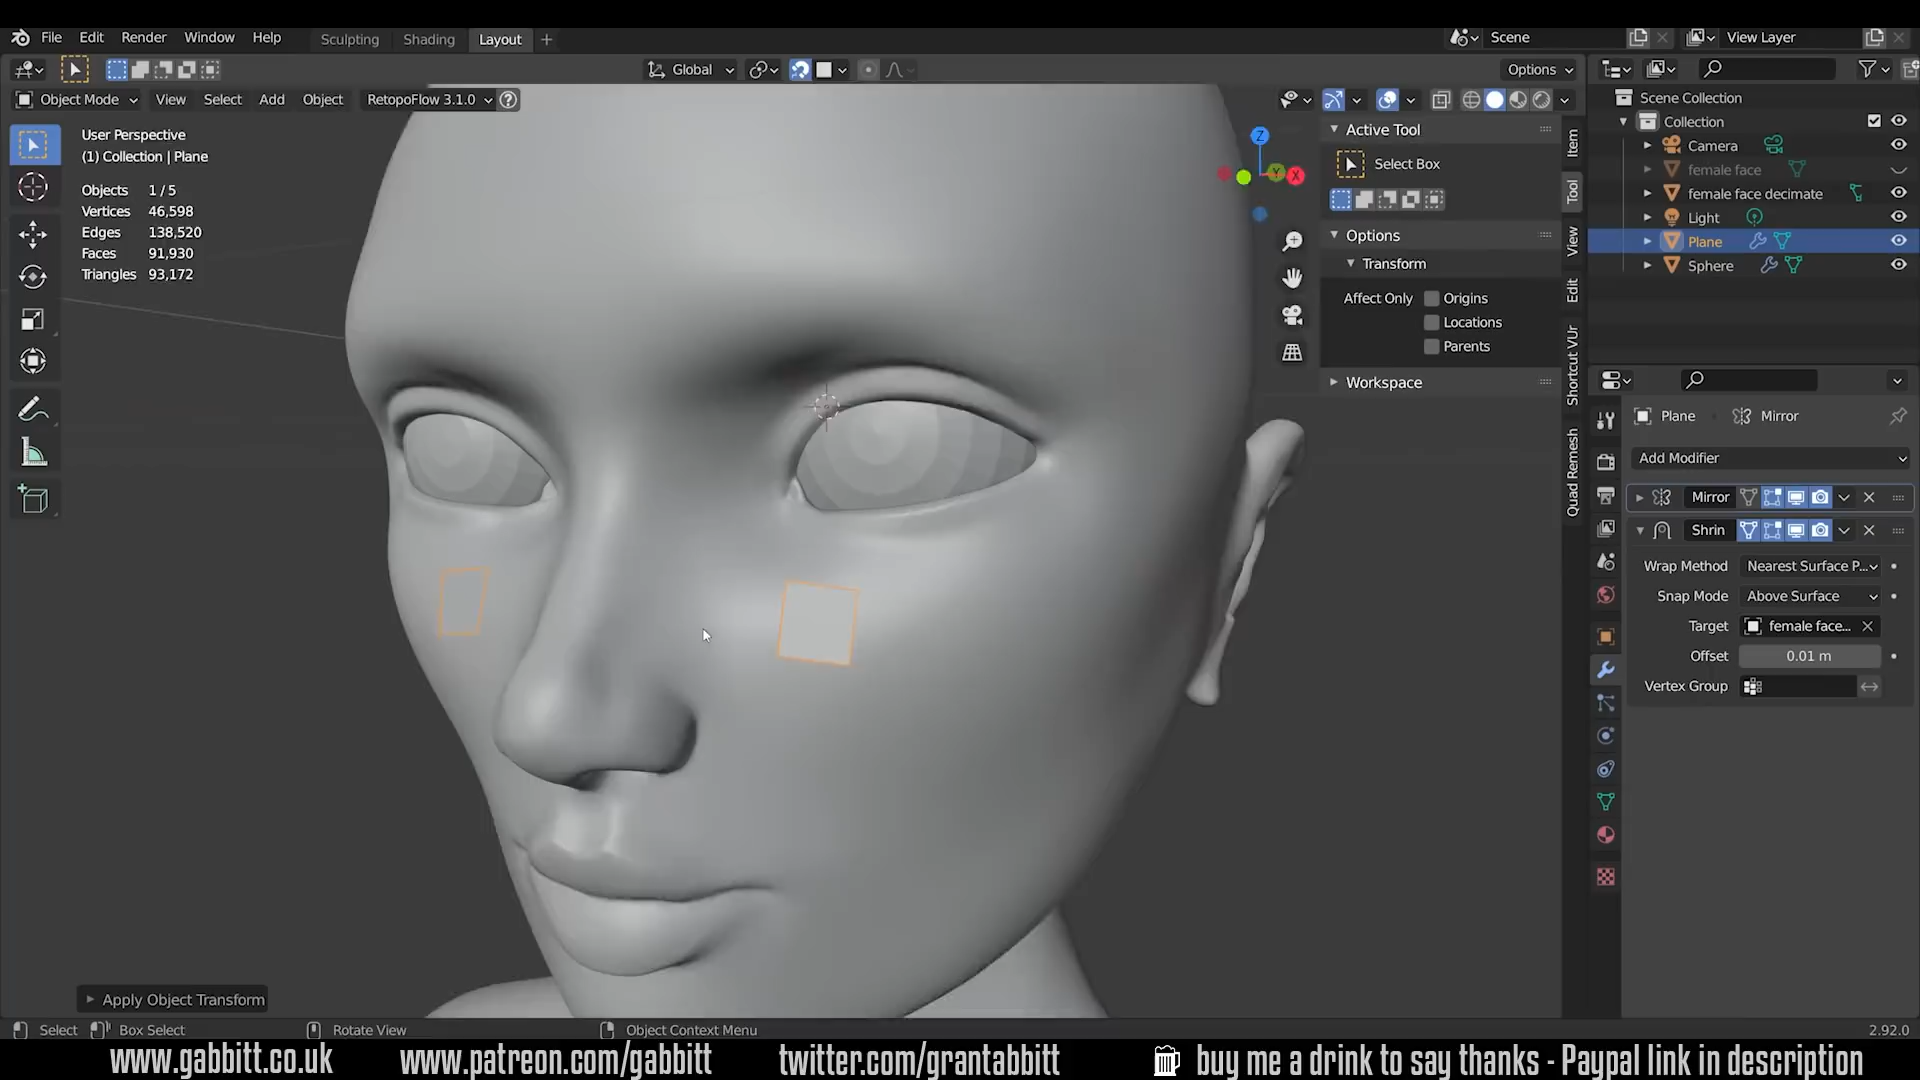 File Edit Render Window Help Sculpting Shading Layout + Scene View Layer
Global Options
Object Mode View Select Add Object RetopoFlow 3.1.0
User Perspective
(1) Collection | Plane
Objects 1 / 5
Vertices 46,598
Edges 138,520
Faces 91,930
Triangles 93,172
Z
Y
X
Active Tool
Select Box
Options
Transform
Affect Only Origins
Locations
Parents
Workspace
Item
Tool
View
Edit
Shortcut VUr
Quad Remesh
Scene Collection
Collection
Camera
female face
female face decimate
Light
Plane
Sphere
Plane Mirror
Add Modifier
Mirror
Shrin
Wrap Method Nearest Surface P...
Snap Mode Above Surface
Target female face...
Offset 0.01 m
Vertex Group
Apply Object Transform
Select Box Select Rotate View Object Context Menu 2.92.0
www.gabbitt.co.uk www.patreon.com/gabbitt twitter.com/grantabbitt buy me a drink to say thanks - Paypal link in description